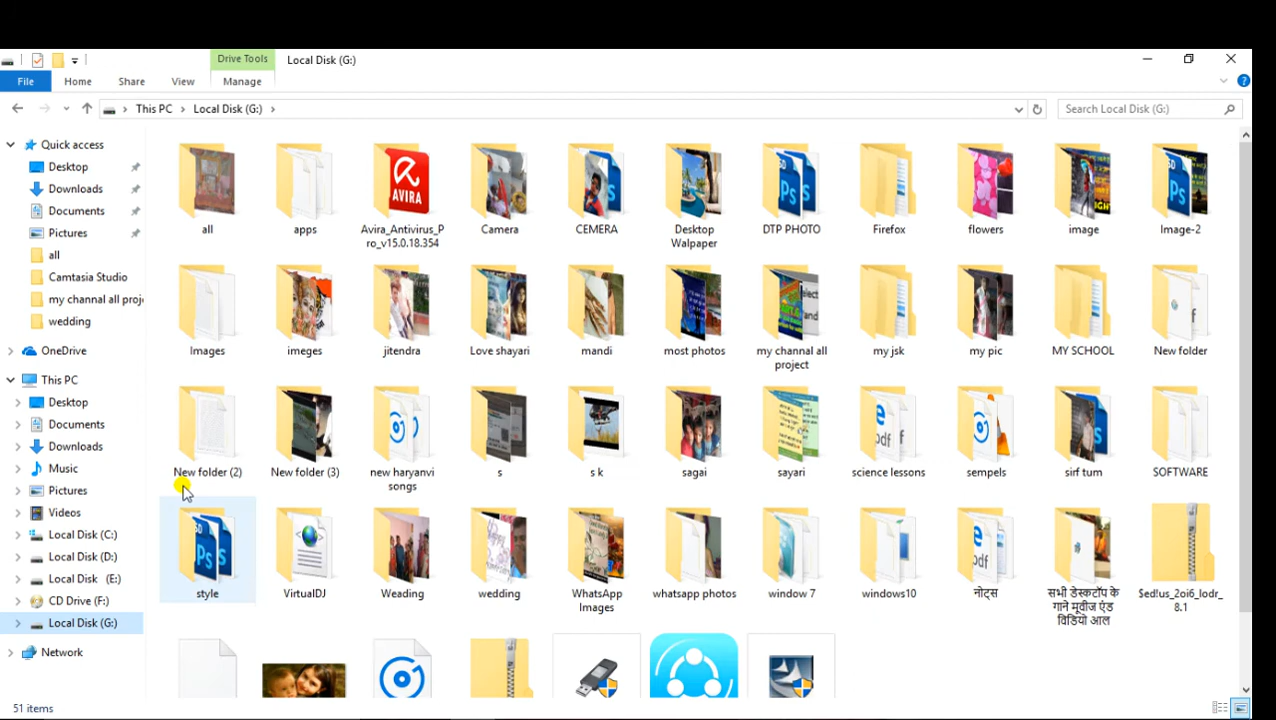 Drive Tools Local Disk (G:)
File Home Share View Manage
This PC Local Disk (G:) Search Local Disk (G:)
Quick access
Desktop
Downloads
Documents
Pictures
all
Camtasia Studio
my channal all proj
wedding
OneDrive
This PC
Desktop
Documents
Downloads
Music
Pictures
Videos
Local Disk (C:)
Local Disk (D:)
Local Disk (E:)
CD Drive (F:)
Local Disk (G:)
Network
all apps Avira_Antivirus_P Camera CEMERA Desktop DTP PHOTO Firefox flowers image Image-2
ro_v15.0.18.354 Walpaper
Images imeges jitendra Love shayari mandi most photos my channal all my jsk my pic MY SCHOOL New folder
project
New folder (2) New folder (3) new haryanvi s s k sagai sayari science lessons sempels sirf tum SOFTWARE
songs
style VirtualDJ Weading wedding WhatsApp whatsapp photos window 7 windows10 नोट्स सभी डेस्कटॉप के $ed!us_2oi6_lodr_
Images गाने मूवीज एंड 8.1
विडियो आल
51 items